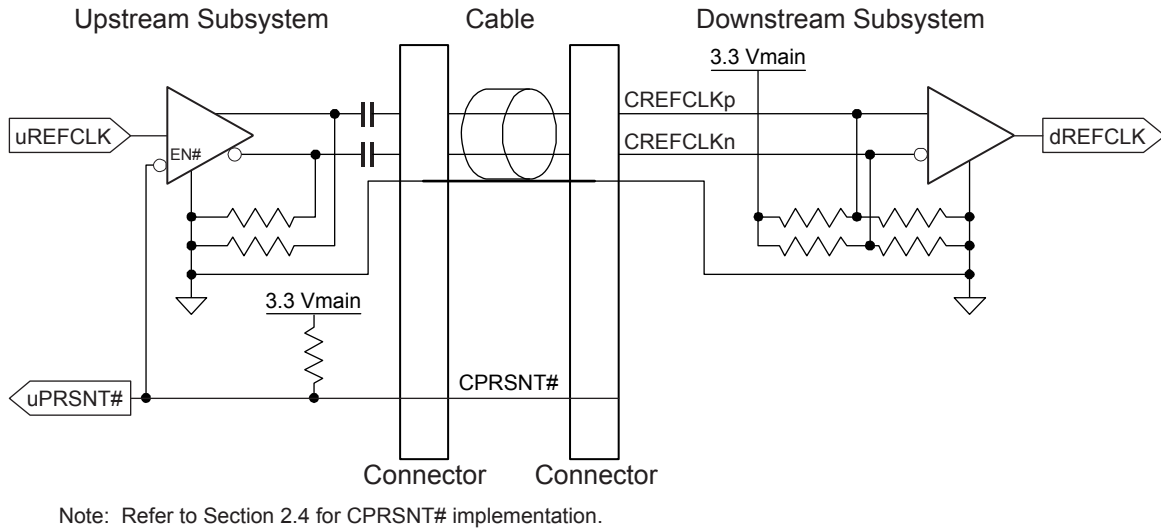 Upstream Subsystem
Cable
Downstream Subsystem
3.3 Vmain
CREFCLKp
uREFCLK
EN#
CREFCLKn
dREFCLK
3.3 Vmain
CPRSNT#
uPRSNT#
Connector
Connector
Note: Refer to Section 2.4 for CPRSNT# implementation.